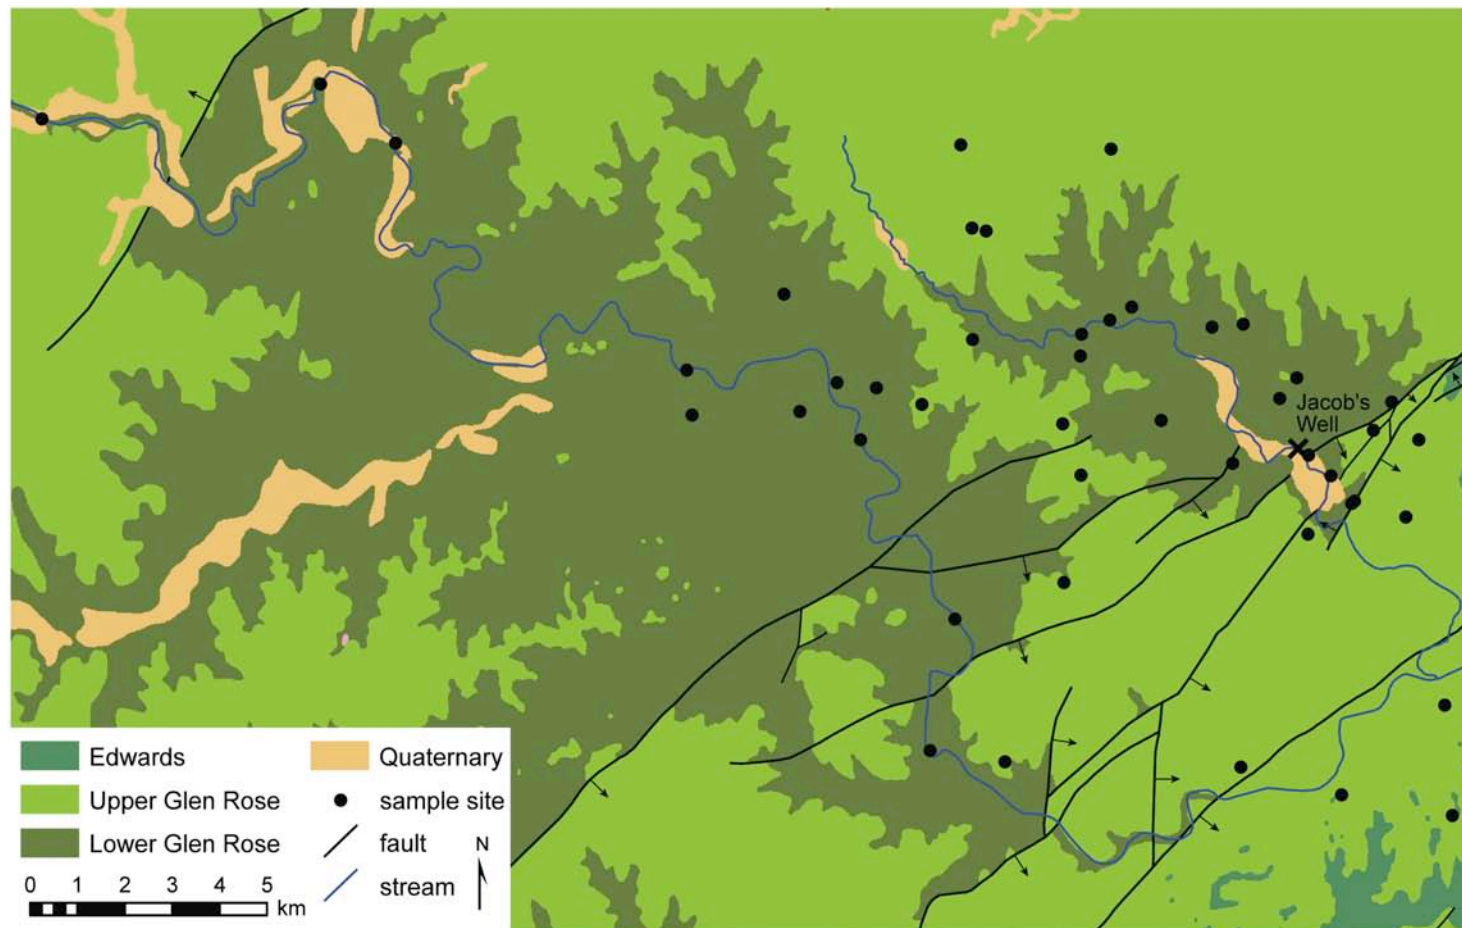 Jacob's
Well
Edwards
Quaternary
Upper Glen Rose
sample site
Lower Glen Rose
fault
N
stream
0 1 2 3 4 5
km